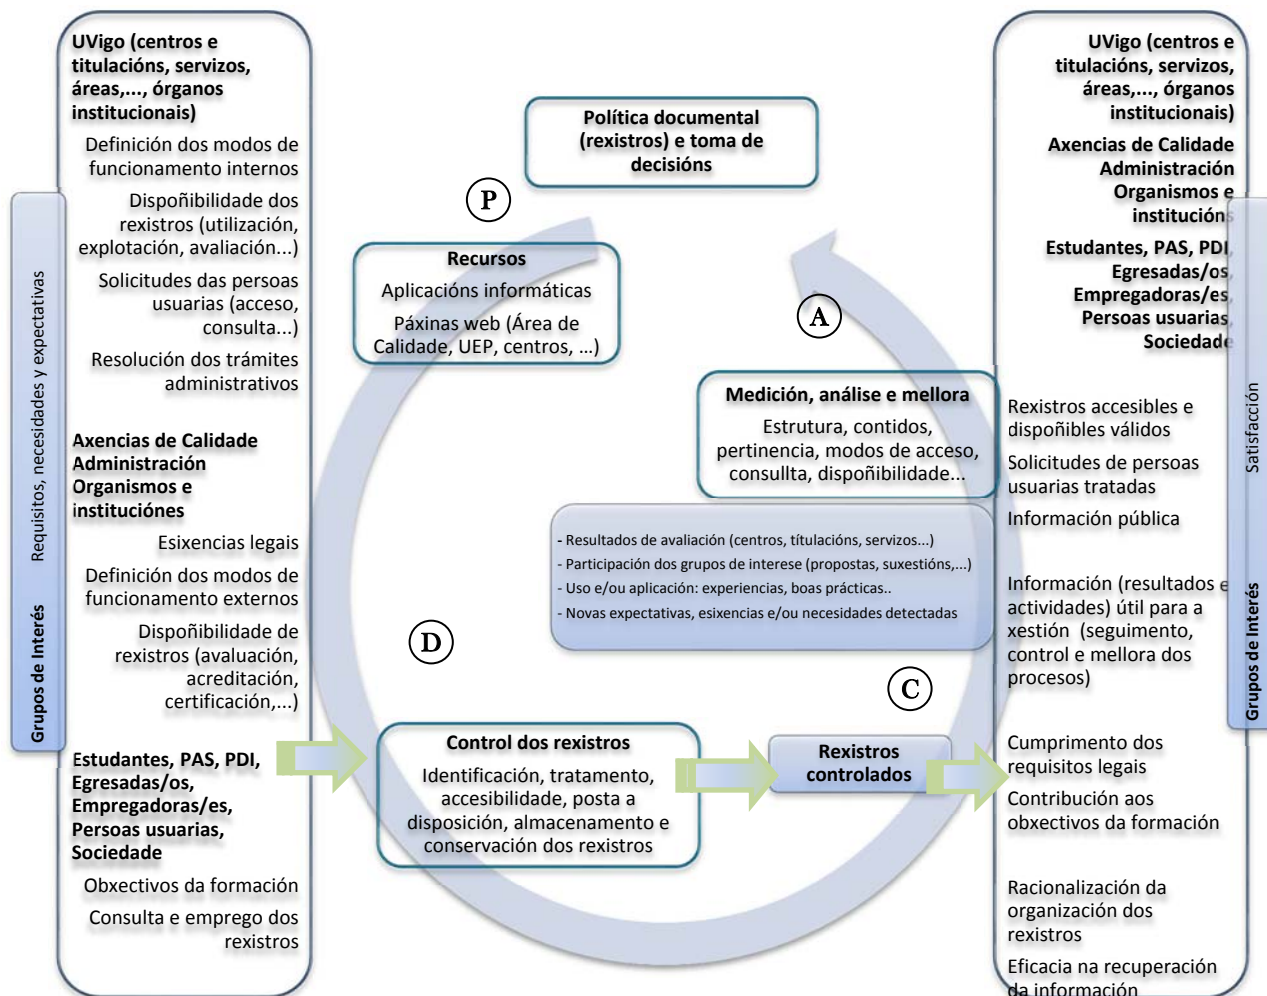 UVigo (centros e
titulacións, servizos,
áreas,..., órganos
institucionais)
Definición dos modos de
funcionamento internos
Dispoñibilidade dos
rexistros (utilización,
explotación, avaliación...)
Solicitudes das persoas
usuarias (acceso,
consulta...)
Resolución dos trámites
administrativos
Axencias de Calidade
Administración
Organismos e
instituciónes
Esixencias legais
Definición dos modos de
funcionamento externos
Dispoñibilidade de
rexistros (avaluación,
acreditación,
certificación,...)
Estudantes, PAS, PDI,
Egresadas/os,
Empregadoras/es,
Persoas usuarias,
Sociedade
Obxectivos da formación
Consulta e emprego dos
rexistros
Grupos de Interés Requisitos, necesidades y expectativas
Política documental
(rexistros) e toma de
decisións
P
Recursos
Aplicacións informáticas
Páxinas web (Área de
Calidade, UEP, centros, ...)
A
Medición, análise e mellora
Estrutura, contidos,
pertinencia, modos de acceso,
consullta, dispoñibilidade...
- Resultados de avaliación (centros, títulacións, servizos...)
- Participación dos grupos de interese (propostas, suxestións,...)
- Uso e/ou aplicación: experiencias, boas prácticas..
- Novas expectativas, esixencias e/ou necesidades detectadas
D
C
Control dos rexistros
Identificación, tratamento,
accesibilidade, posta a
disposición, almacenamento e
conservación dos rexistros
Rexistros
controlados
UVigo (centros e
titulacións, servizos,
áreas,..., órganos
institucionais)
Axencias de Calidade
Administración
Organismos e
institucións
Estudantes, PAS, PDI,
Egresadas/os,
Empregadoras/es,
Persoas usuarias,
Sociedade
Rexistros accesibles e
dispoñibles válidos
Solicitudes de persoas
usuarias tratadas
Información pública
Información (resultados e
actividades) útil para a
xestión (seguimento,
control e mellora dos
procesos)
Cumprimento dos
requisitos legais
Contribución aos
obxectivos da formación
Racionalización da
organización dos
rexistros
Eficacia na recuperación
da información
Grupos de Interés Satisfacción